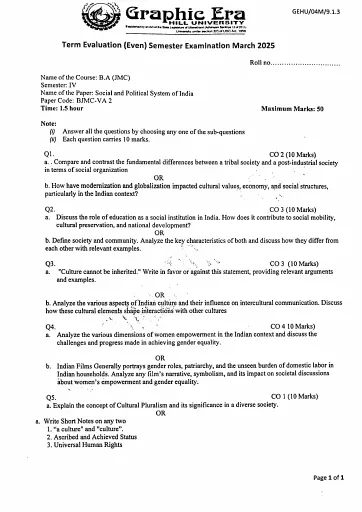 GEHU/04M/9.1.3
Graphic Era
HILL UNIVERSITY
Term Evaluation (Even) Semester Examination March 2025
Roll no..............................
Name of the Course: B.A (JMC)
Semester: IV
Name of the Paper: Social and Political System of India
Paper Code: BJMC-VA 2
Time: 1.5 hour Maximum Marks: 50
Note:
(i) Answer all the questions by choosing any one of the sub-questions
(ii) Each question carries 10 marks.
Q1. CO 2 (10 Marks)
a. . Compare and contrast the fundamental differences between a tribal society and a post-industrial society
in terms of social organization
OR
b. How have modernization and globalization impacted cultural values, economy, and social structures,
particularly in the Indian context?
Q2. CO 3 (10 Marks)
a. Discuss the role of education as a social institution in India. How does it contribute to social mobility,
cultural preservation, and national development?
OR
b. Define society and community. Analyze the key characteristics of both and discuss how they differ from
each other with relevant examples.
Q3. CO 3 (10 Marks)
a. "Culture cannot be inherited." Write in favor or against this statement, providing relevant arguments
and examples.
OR
b. Analyze the various aspects of Indian culture and their influence on intercultural communication. Discuss
how these cultural elements shape interactions with other cultures
Q4. CO 4 10 Marks)
a. Analyze the various dimensions of women empowerment in the Indian context and discuss the
challenges and progress made in achieving gender equality.
OR
b. Indian Films Generally portrays gender roles, patriarchy, and the unseen burden of domestic labor in
Indian households. Analyze any film's narrative, symbolism, and its impact on societal discussions
about women's empowerment and gender equality.
Q5. CO 1 (10 Marks)
a. Explain the concept of Cultural Pluralism and its significance in a diverse society.
OR
a. Write Short Notes on any two
1. "a culture" and "culture".
2. Ascribed and Achieved Status
3. Universal Human Rights
Page 1 of 1